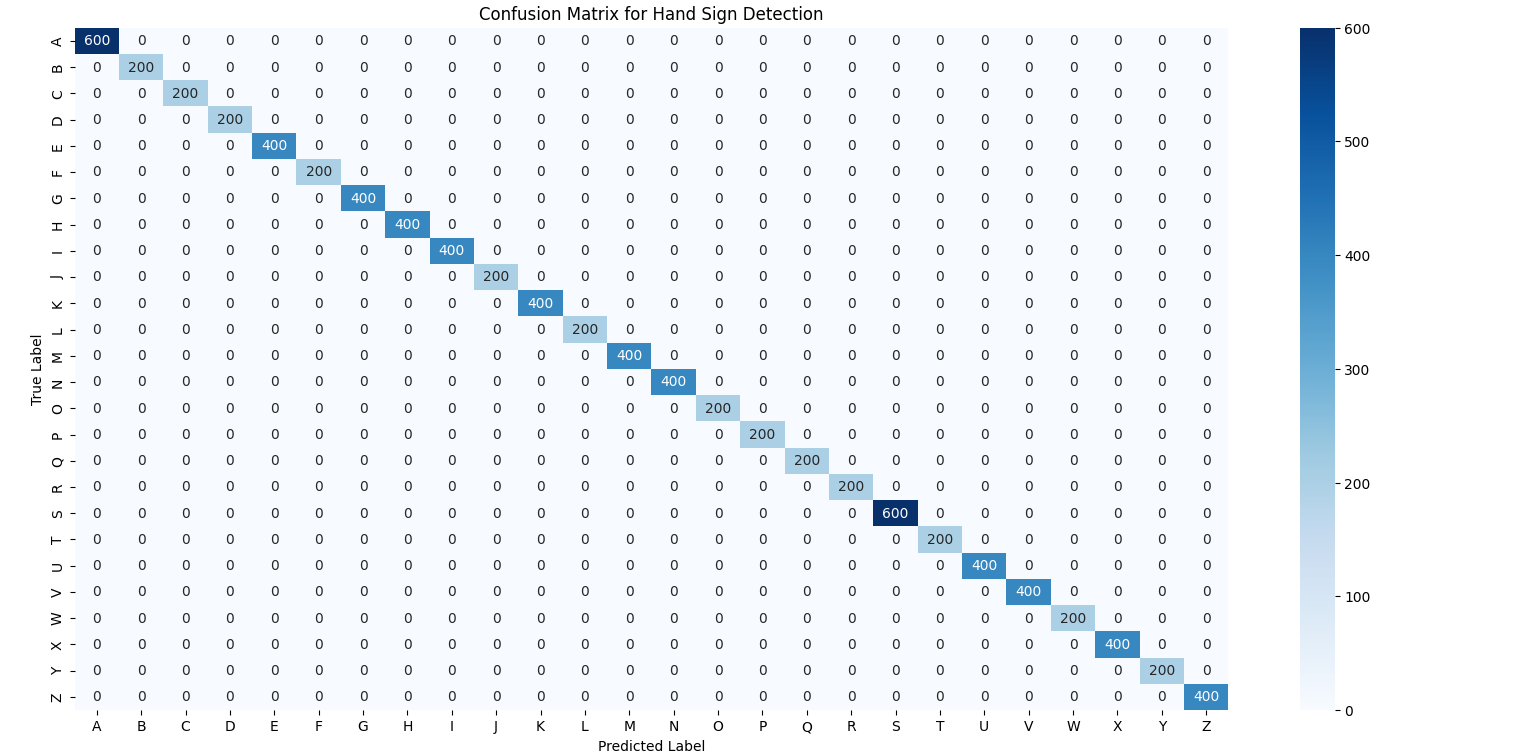 Confusion Matrix for Hand Sign Detection
A 600 0 0 0 0 0 0 0 0 0 0 0 0 0 0 0 0 0 0 0 0 0 0 0 0 0
B 0 200 0 0 0 0 0 0 0 0 0 0 0 0 0 0 0 0 0 0 0 0 0 0 0 0
C 0 0 200 0 0 0 0 0 0 0 0 0 0 0 0 0 0 0 0 0 0 0 0 0 0 0
D 0 0 0 200 0 0 0 0 0 0 0 0 0 0 0 0 0 0 0 0 0 0 0 0 0 0
E 0 0 0 0 400 0 0 0 0 0 0 0 0 0 0 0 0 0 0 0 0 0 0 0 0 0
F 0 0 0 0 0 200 0 0 0 0 0 0 0 0 0 0 0 0 0 0 0 0 0 0 0 0
G 0 0 0 0 0 0 400 0 0 0 0 0 0 0 0 0 0 0 0 0 0 0 0 0 0 0
H 0 0 0 0 0 0 0 400 0 0 0 0 0 0 0 0 0 0 0 0 0 0 0 0 0 0
I 0 0 0 0 0 0 0 0 400 0 0 0 0 0 0 0 0 0 0 0 0 0 0 0 0 0
J 0 0 0 0 0 0 0 0 0 200 0 0 0 0 0 0 0 0 0 0 0 0 0 0 0 0
K 0 0 0 0 0 0 0 0 0 0 400 0 0 0 0 0 0 0 0 0 0 0 0 0 0 0
L 0 0 0 0 0 0 0 0 0 0 0 200 0 0 0 0 0 0 0 0 0 0 0 0 0 0
M 0 0 0 0 0 0 0 0 0 0 0 0 400 0 0 0 0 0 0 0 0 0 0 0 0 0
N 0 0 0 0 0 0 0 0 0 0 0 0 0 400 0 0 0 0 0 0 0 0 0 0 0 0
O 0 0 0 0 0 0 0 0 0 0 0 0 0 0 200 0 0 0 0 0 0 0 0 0 0 0
P 0 0 0 0 0 0 0 0 0 0 0 0 0 0 0 200 0 0 0 0 0 0 0 0 0 0
Q 0 0 0 0 0 0 0 0 0 0 0 0 0 0 0 0 200 0 0 0 0 0 0 0 0 0
R 0 0 0 0 0 0 0 0 0 0 0 0 0 0 0 0 0 200 0 0 0 0 0 0 0 0
S 0 0 0 0 0 0 0 0 0 0 0 0 0 0 0 0 0 0 600 0 0 0 0 0 0 0
T 0 0 0 0 0 0 0 0 0 0 0 0 0 0 0 0 0 0 0 200 0 0 0 0 0 0
U 0 0 0 0 0 0 0 0 0 0 0 0 0 0 0 0 0 0 0 0 400 0 0 0 0 0
V 0 0 0 0 0 0 0 0 0 0 0 0 0 0 0 0 0 0 0 0 0 400 0 0 0 0
W 0 0 0 0 0 0 0 0 0 0 0 0 0 0 0 0 0 0 0 0 0 0 200 0 0 0
X 0 0 0 0 0 0 0 0 0 0 0 0 0 0 0 0 0 0 0 0 0 0 0 400 0 0
Y 0 0 0 0 0 0 0 0 0 0 0 0 0 0 0 0 0 0 0 0 0 0 0 0 200 0
Z 0 0 0 0 0 0 0 0 0 0 0 0 0 0 0 0 0 0 0 0 0 0 0 0 0 400
A B C D E F G H I J K L M N O P Q R S T U V W X Y Z
Predicted Label
True Label
600
500
400
300
200
100
0